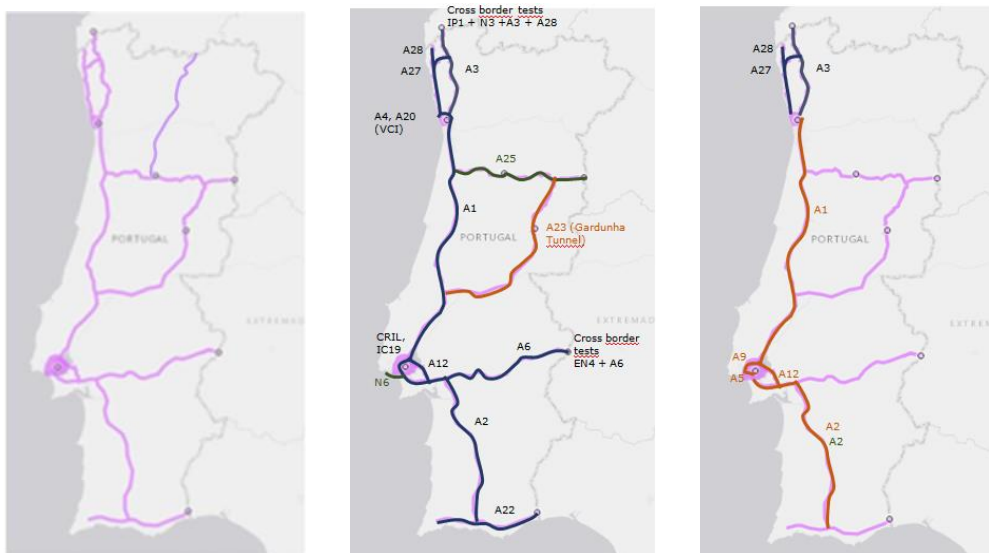 PORTUGAL
Cross border tests
IP1 + N3 +A3 + A28
A28
A27
A3
A4, A20
(VCI)
A25
A1
PORTUGAL
A23 (Gardunha
Tunnel)
EXTREMAD
CRIL,
IC19
A12
N6
A6
Cross border
tests
EN4 + A6
A2
A22
A28
A27
A3
A1
PORTUGAL
EXTREMAD
A9
A5
A12
A2
A2